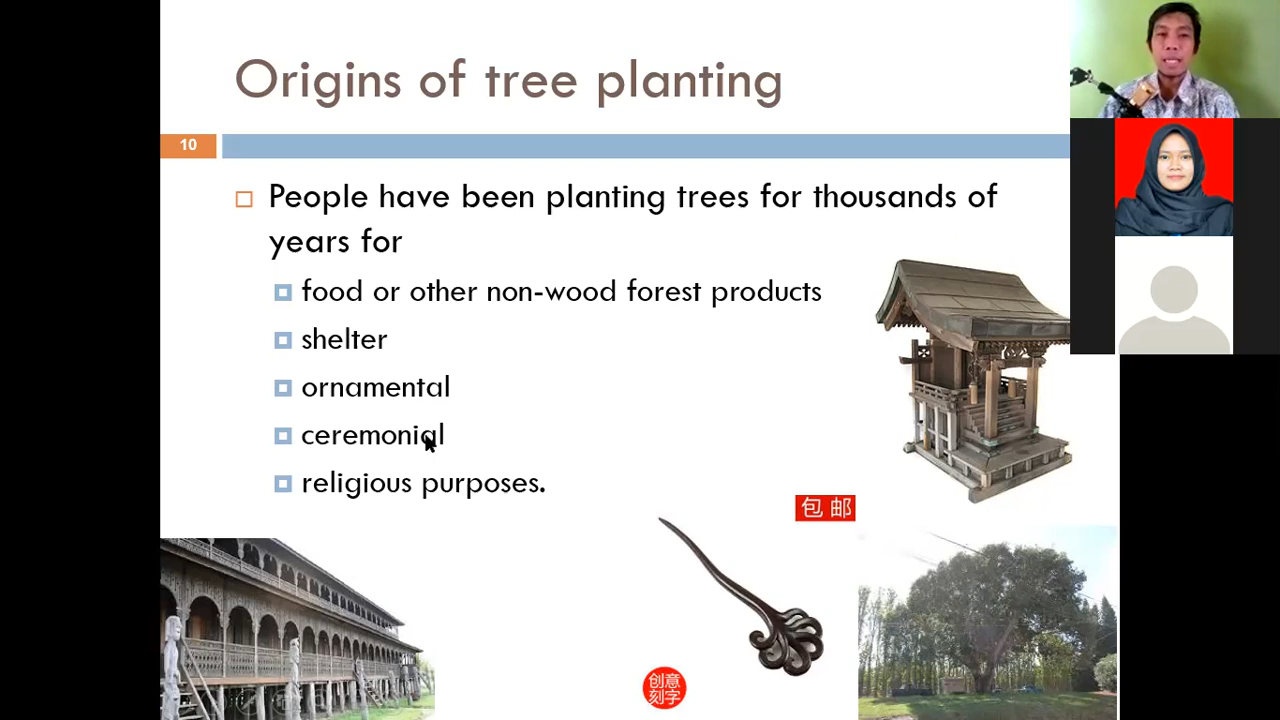 Origins of tree planting
10
People have been planting trees for thousands of
years for
food or other non-wood forest products
shelter
ornamental
ceremonial
religious purposes.
包 邮
创意
刻字